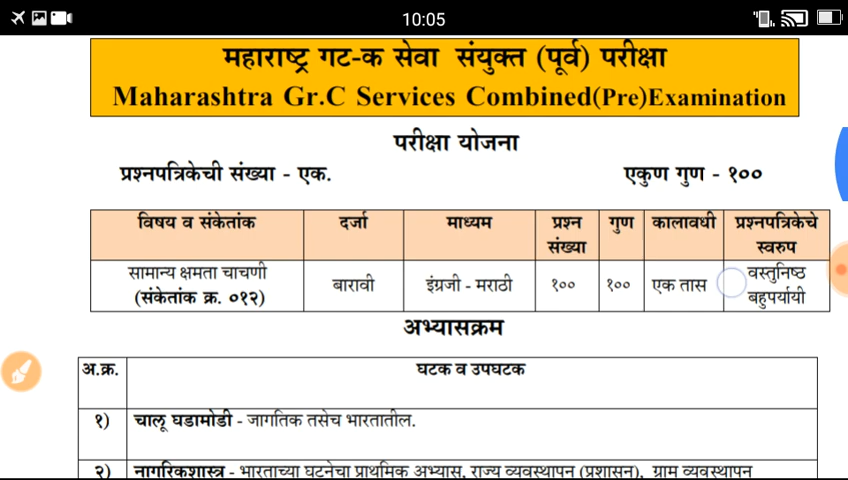 10:05
महाराष्ट्र गट-क सेवा संयुक्त (पूर्व) परीक्षा
Maharashtra Gr.C Services Combined(Pre)Examination
परीक्षा योजना
प्रश्नपत्रिकेची संख्या - एक. एकुण गुण - १००
विषय व संकेतांक दर्जा माध्यम प्रश्न संख्या गुण कालावधी प्रश्नपत्रिकेचे स्वरुप
सामान्य क्षमता चाचणी (संकेतांक क्र. ०१२) बारावी इंग्रजी - मराठी १०० १०० एक तास वस्तुनिष्ठ बहुपर्यायी
अभ्यासक्रम
अ.क्र. घटक व उपघटक
१) चालू घडामोडी - जागतिक तसेच भारतातील.
२) नागरिकशास्त्र - भारताच्या घटनेचा प्राथमिक अभ्यास, राज्य व्यवस्थापन (प्रशासन), ग्राम व्यवस्थापन